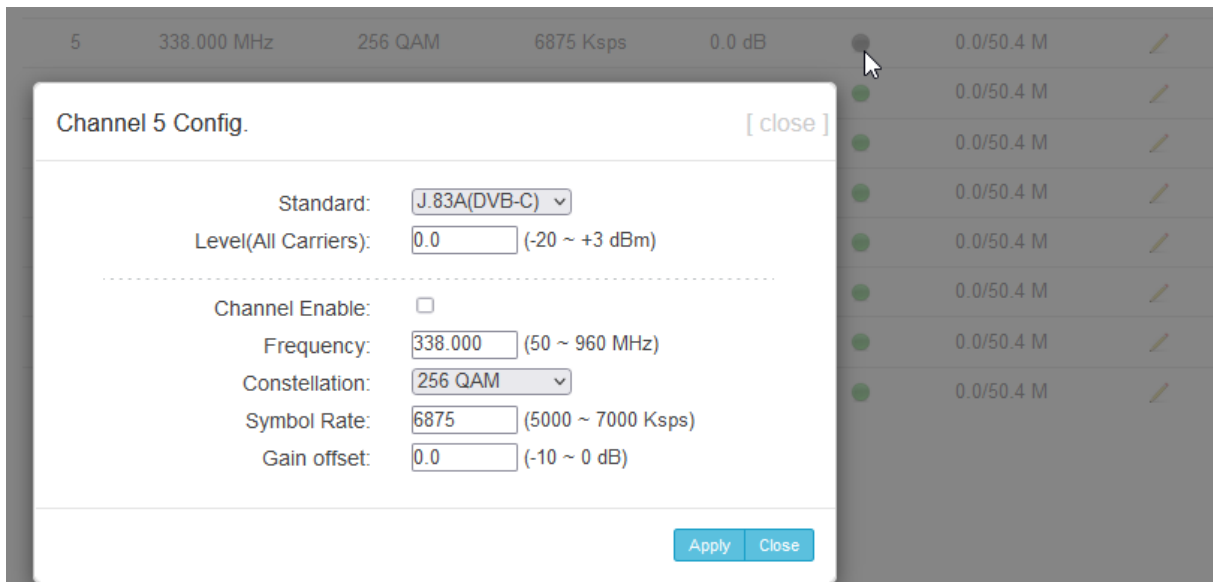 5 338.000 MHz 256 QAM 6875 Ksps 0.0 dB 0.0/50.4 M
0.0/50.4 M
Channel 5 Config. [ close ]
0.0/50.4 M
Standard: J.83A(DVB-C) 0.0/50.4 M
Level(All Carriers): 0.0 (-20 ~ +3 dBm) 0.0/50.4 M
Channel Enable: 0.0/50.4 M
Frequency: 338.000 (50 ~ 960 MHz) 0.0/50.4 M
Constellation: 256 QAM 0.0/50.4 M
Symbol Rate: 6875 (5000 ~ 7000 Ksps)
Gain offset: 0.0 (-10 ~ 0 dB)
Apply Close